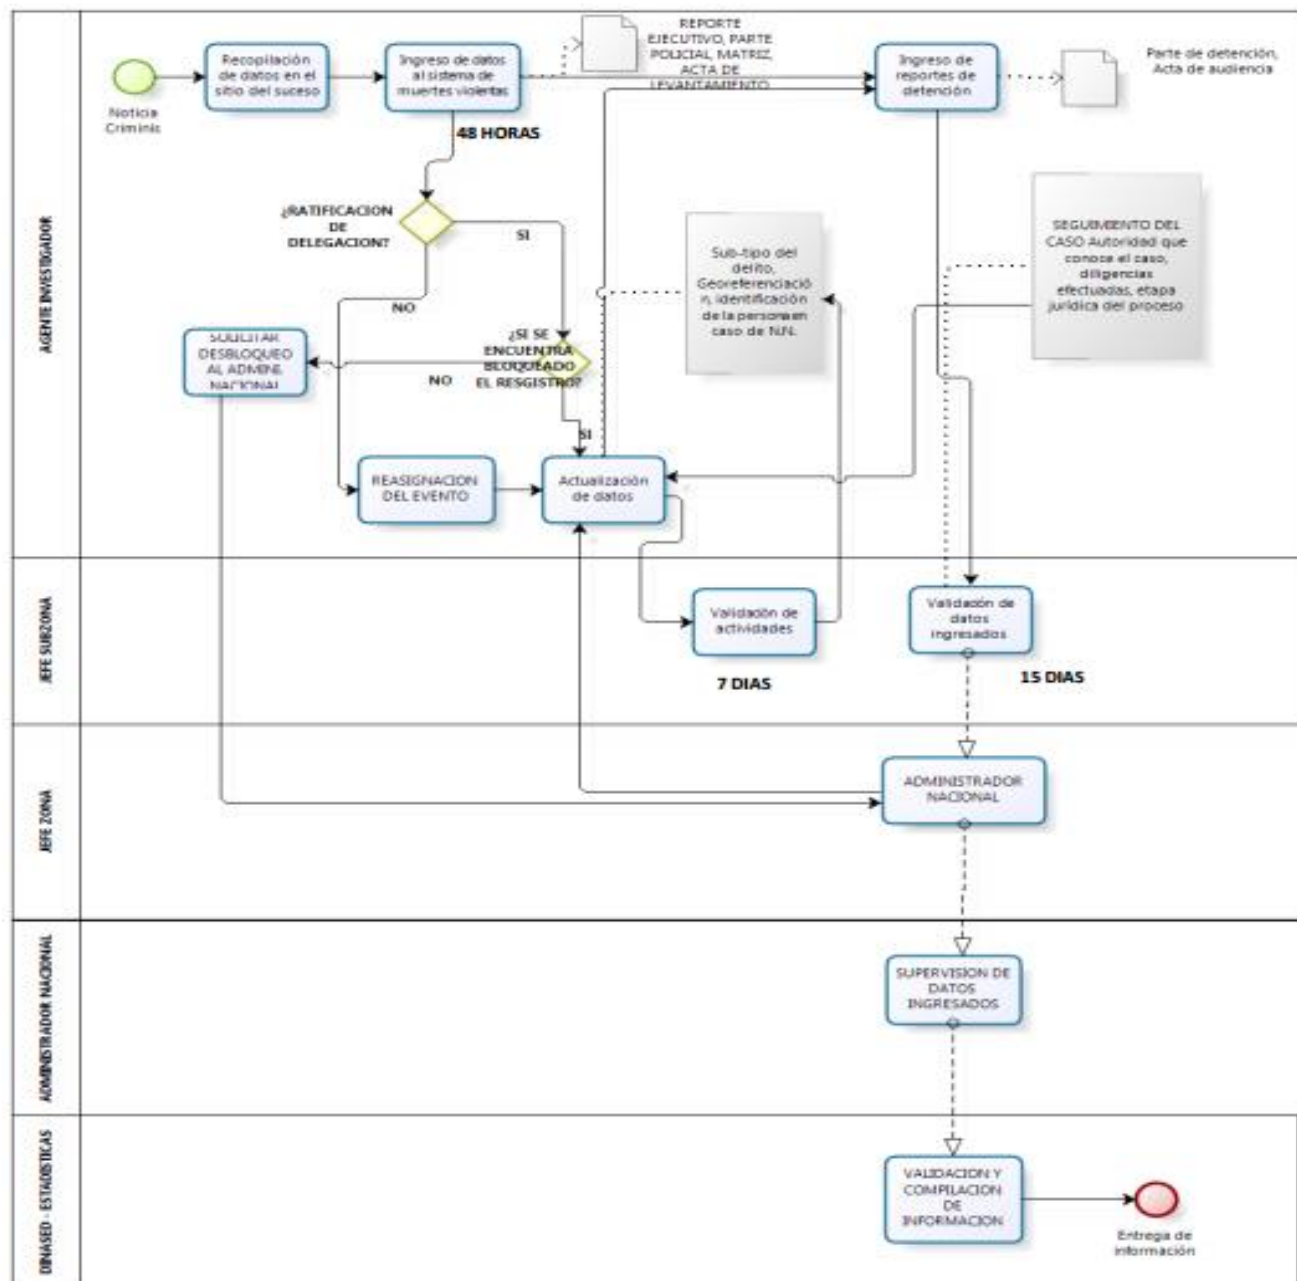 AGENTE INVESTIGADOR
Noticia
Criminis
Recopilación
de datos en el
sitio del suceso
Ingreso de datos
al sistema de
muertes violentas
48 HORAS
REPORTE
EJECUTIVO, PARTE
POLICIAL, MATRIZ,
ACTA DE
LEVANTAMIENTO
Ingreso de
reportes de
detención
Parte de detención,
Acta de audiencia
¿RATIFICACION
DE
DELEGACION?
SI
NO
Sub-tipo del
delito,
Georeferenciació
n, identificación
de la personaen
caso de N.N.
SEGUIMIENTO DEL
CASO Autoridad que
conoce el caso,
diligencias
efectuadas, etapa
jurídica del proceso
SOLICITAR
DESBLOQUEO
AL ADMINI.
NACIONAL
¿SI SE
ENCUENTRA
BLOQUEADO
EL RESGISTRO?
NO
SI
REASIGNACION
DEL EVENTO
Actualización
de datos
JEFE SUBZONA
Validación de
actividades
7 DIAS
Validación de
datos
ingresados
15 DIAS
JEFE ZONA
ADMINISTRADOR
NACIONAL
ADMINISTRADOR NACIONAL
SUPERVISION DE
DATOS
INGRESADOS
DINASED - ESTADISTICAS
VALIDACION Y
COMPILACION
DE
INFORMACION
Entrega de
información